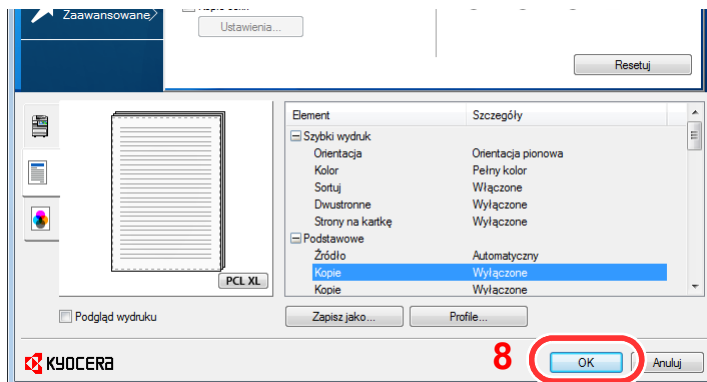 Zaawansowane
Ustawienia...
Resetuj
Element Szczegóły
Szybki wydruk
Orientacja Orientacja pionowa
Kolor Pełny kolor
Sortuj Włączone
Dwustronne Wyłączone
Strony na kartkę Wyłączone
Podstawowe
Źródło Automatyczny
Kopie Wyłączone
Kopie Wyłączone
PCL XL
Podgląd wydruku
Zapisz jako...
Profile...
KYOCERA
8
OK
Anuluj